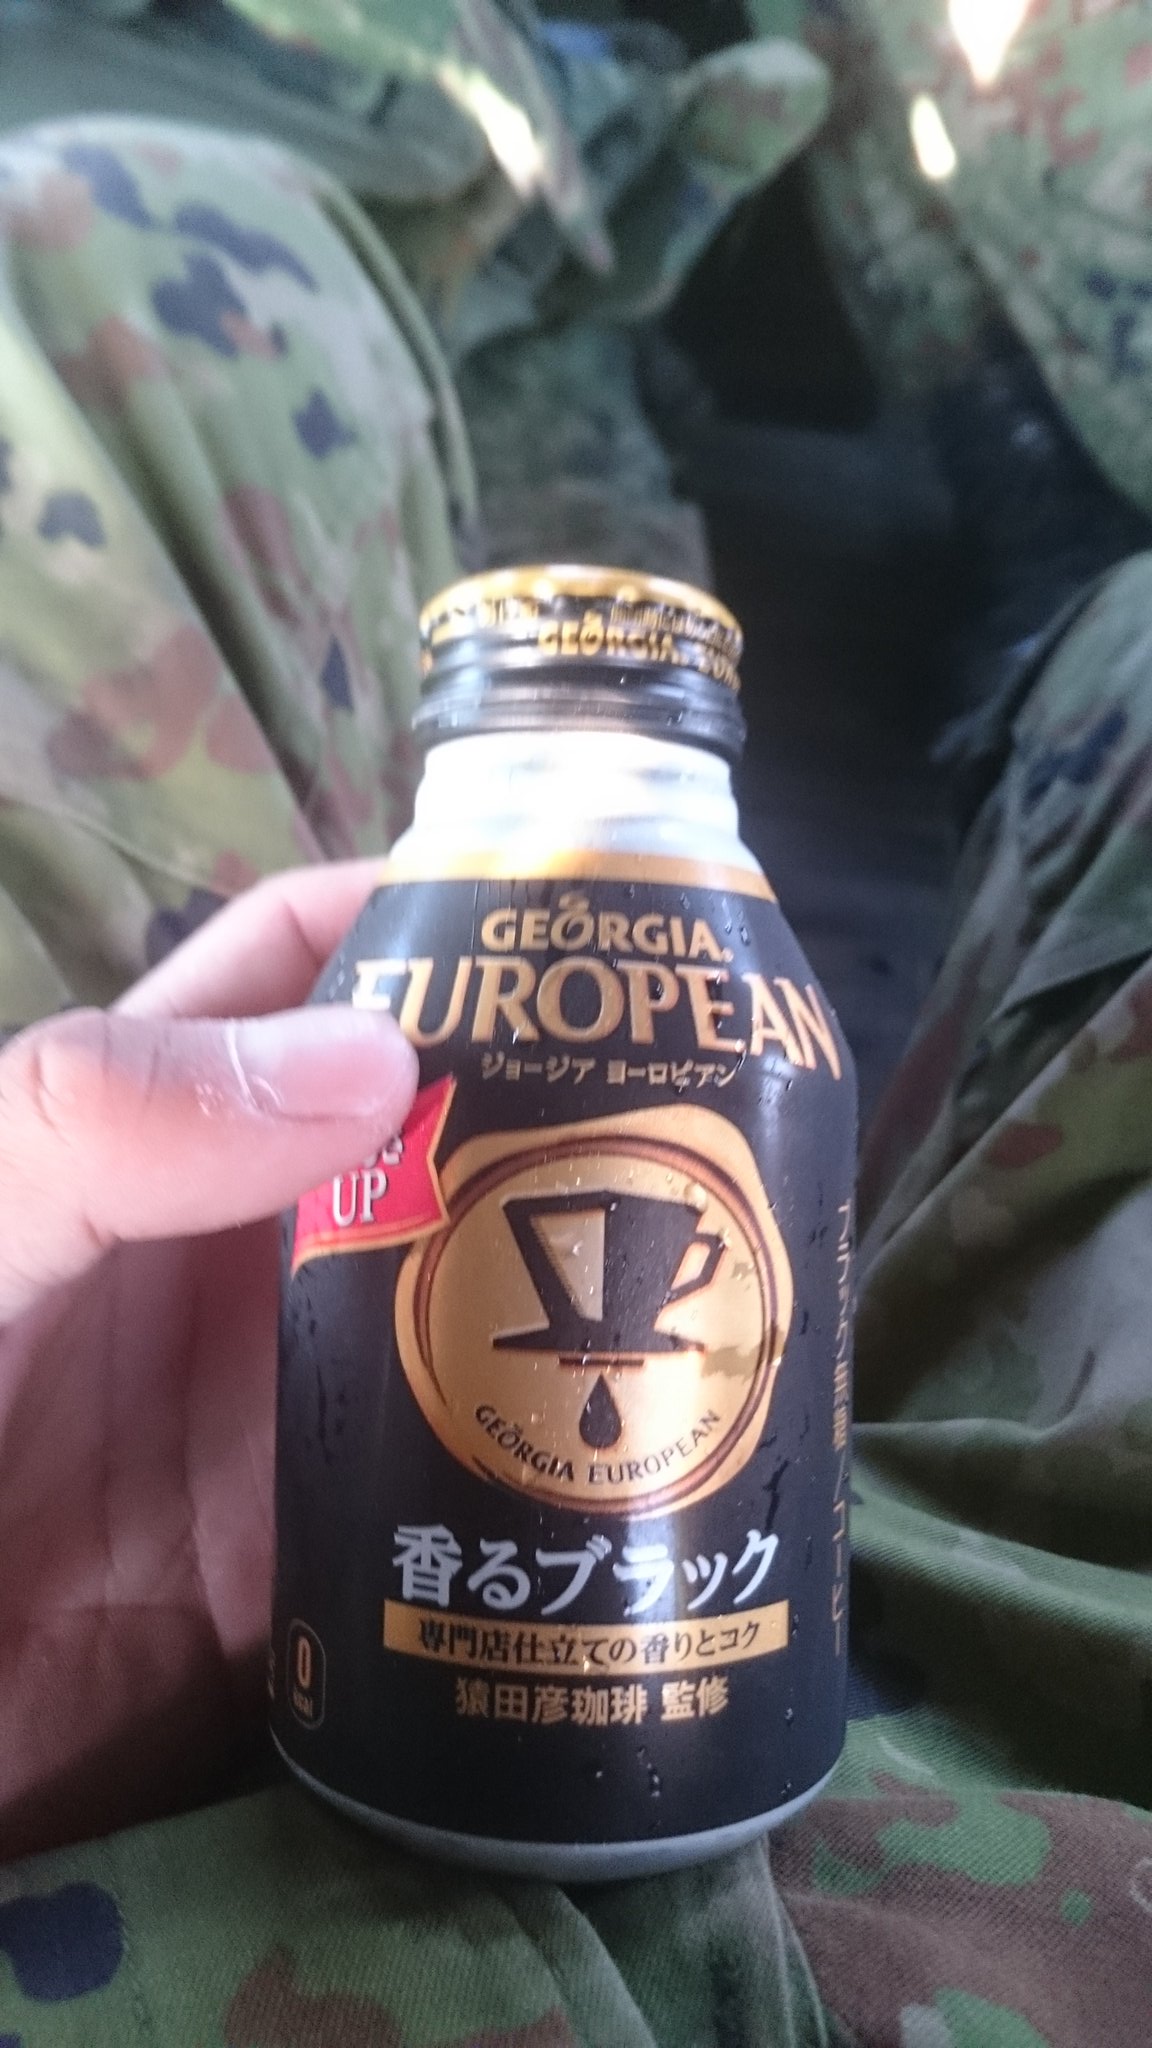 GEORGIA.
GEORGIA.
EUROPEAN
ジョージア ヨーロピアン
UP
GEORGIA EUROPEAN
香るブラック
専門店仕立ての香りとコク
猿田彦珈琲 監修
0
kcal